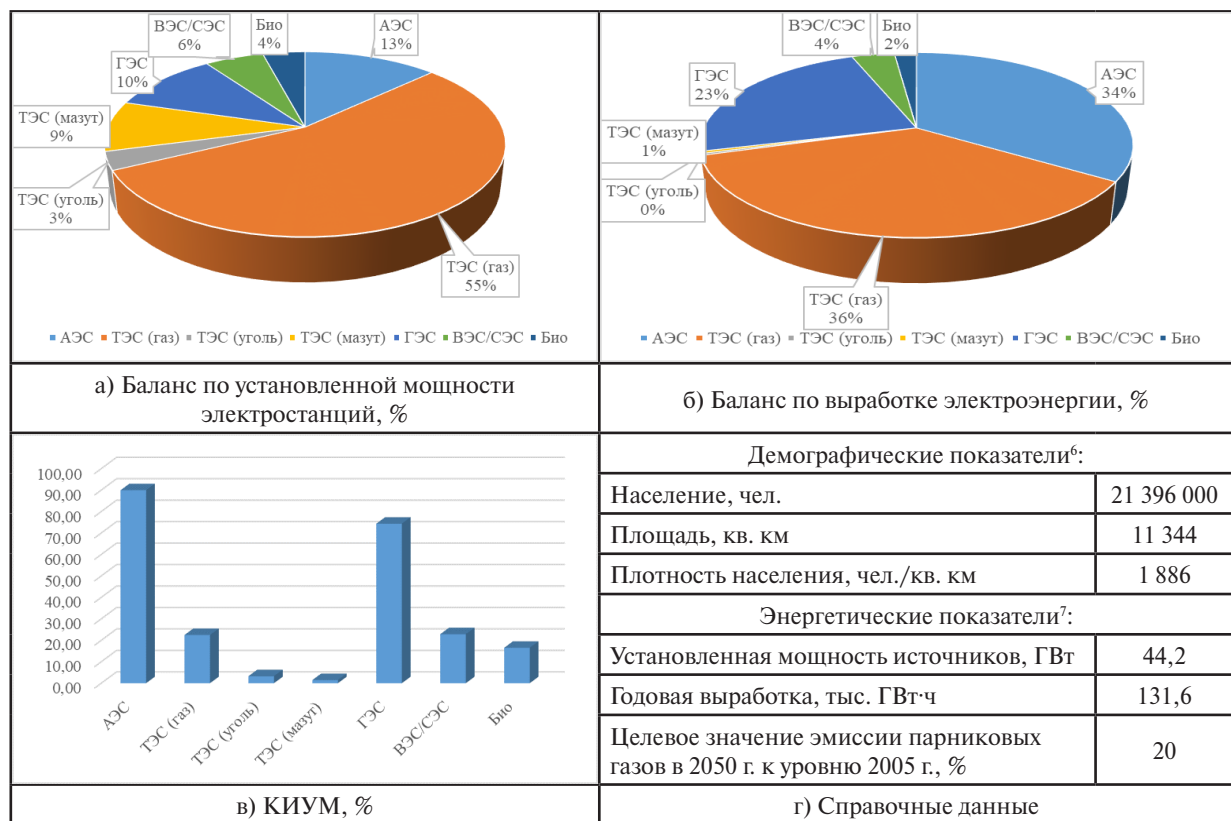 ВЭС/СЭС
6%
Био
4%
АЭС
13%
ГЭС
10%
ТЭС (мазут)
9%
ТЭС (уголь)
3%
ТЭС (газ)
55%
АЭС ТЭС (газ) ТЭС (уголь) ТЭС (мазут) ГЭС ВЭС/СЭС Био
ВЭС/СЭС
4%
Био
2%
АЭС
34%
ГЭС
23%
ТЭС (мазут)
1%
ТЭС (уголь)
0%
ТЭС (газ)
36%
АЭС ТЭС (газ) ТЭС (уголь) ТЭС (мазут) ГЭС ВЭС/СЭС Био
а) Баланс по установленной мощности
электростанций, %
б) Баланс по выработке электроэнергии, %
100,00
90,00
80,00
70,00
60,00
50,00
40,00
30,00
20,00
10,00
0,00
АЭС
ТЭС (газ)
ТЭС (уголь)
ТЭС (мазут)
ГЭС
ВЭС/СЭС
Био
Демографические показатели⁶:
Население, чел. 21 396 000
Площадь, кв. км 11 344
Плотность населения, чел./кв. км 1 886
Энергетические показатели⁷:
Установленная мощность источников, ГВт 44,2
Годовая выработка, тыс. ГВт·ч 131,6
Целевое значение эмиссии парниковых
газов в 2050 г. к уровню 2005 г., % 20
в) КИУМ, %
г) Справочные данные